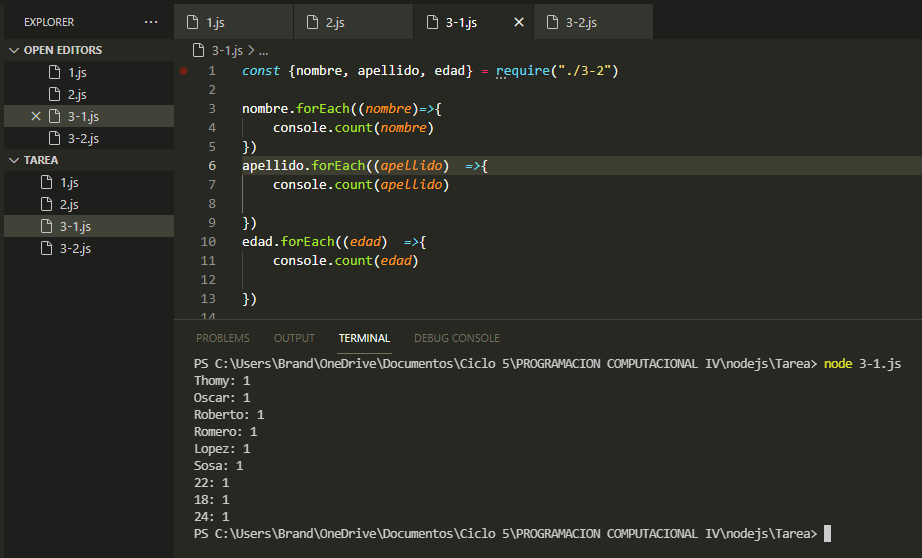 EXPLORER ...
OPEN EDITORS
1.js
2.js
3-1.js
3-2.js
TAREA
1.js
2.js
3-1.js
3-2.js
1.js 2.js 3-1.js 3-2.js
3-1.js > ...
1 const {nombre, apellido, edad} = require("./3-2")
2
3 nombre.forEach((nombre)=>{
4 console.count(nombre)
5 })
6 apellido.forEach((apellido)  =>{
7 console.count(apellido)
8
9 })
10 edad.forEach((edad)  =>{
11 console.count(edad)
12
13 })
14
PROBLEMS OUTPUT TERMINAL DEBUG CONSOLE
PS C:\Users\Brand\OneDrive\Documentos\Ciclo 5\PROGRAMACION COMPUTACIONAL IV\nodejs\Tarea> node 3-1.js
Thomy: 1
Oscar: 1
Roberto: 1
Romero: 1
Lopez: 1
Sosa: 1
22: 1
18: 1
24: 1
PS C:\Users\Brand\OneDrive\Documentos\Ciclo 5\PROGRAMACION COMPUTACIONAL IV\nodejs\Tarea>